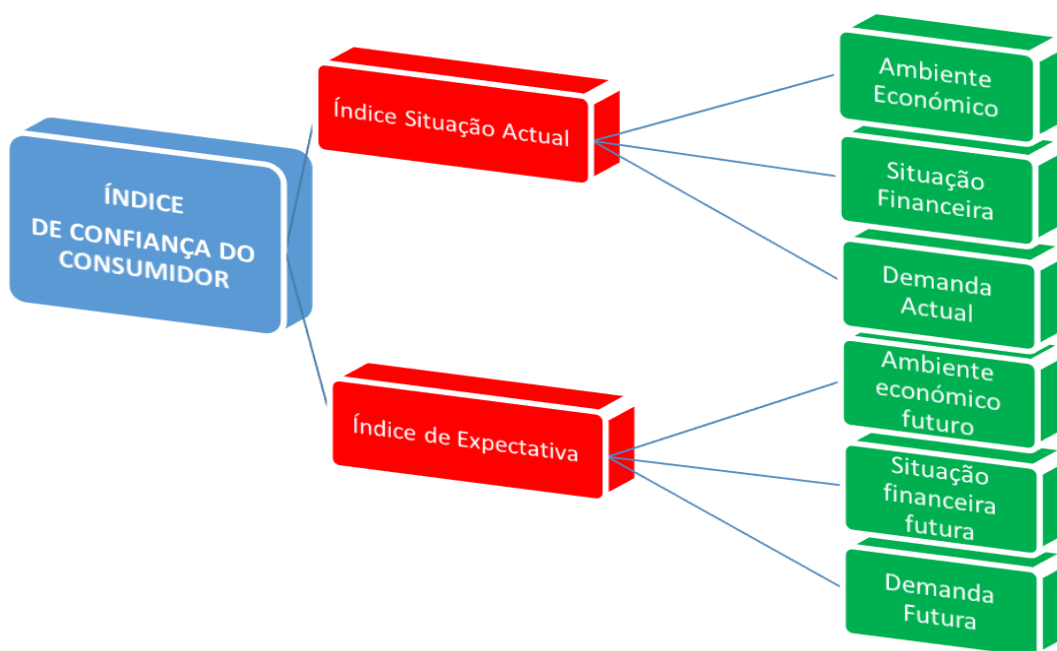 ÍNDICE
DE CONFIANÇA DO
CONSUMIDOR
Índice Situação Actual
Ambiente
Económico
Situação
Financeira
Demanda
Actual
Índice de Expectativa
Ambiente
económico
futuro
Situação
financeira
futura
Demanda
Futura